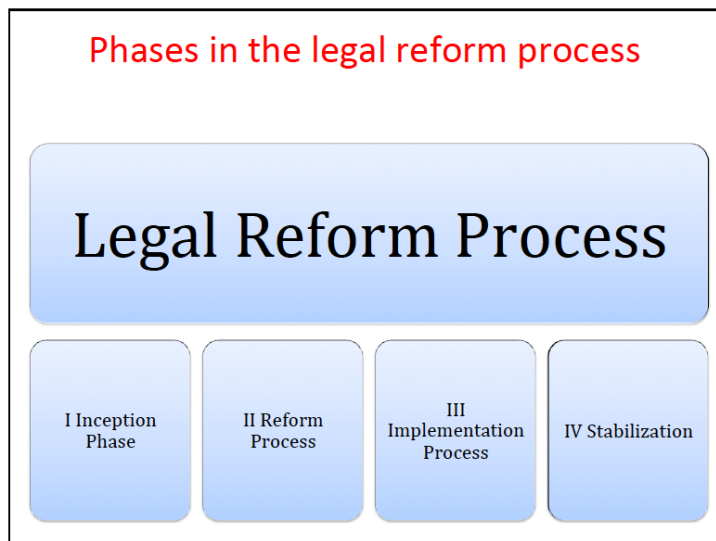 Phases in the legal reform process
Legal Reform Process
I Inception
Phase
II Reform
Process
III
Implementation
Process
IV Stabilization